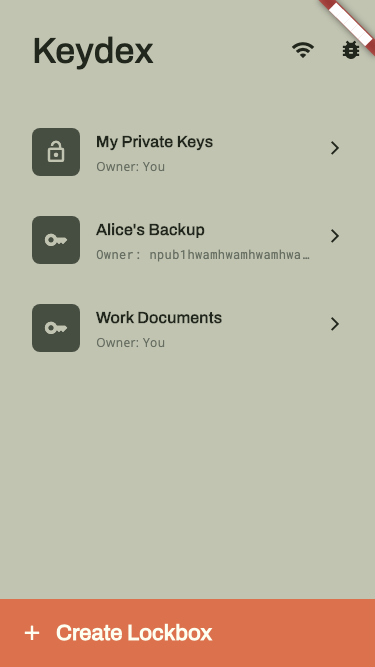 Keydex
My Private Keys
Owner: You
Alice's Backup
Owner: npub1hwamhwamhwamhwa…
Work Documents
Owner: You
+ Create Lockbox